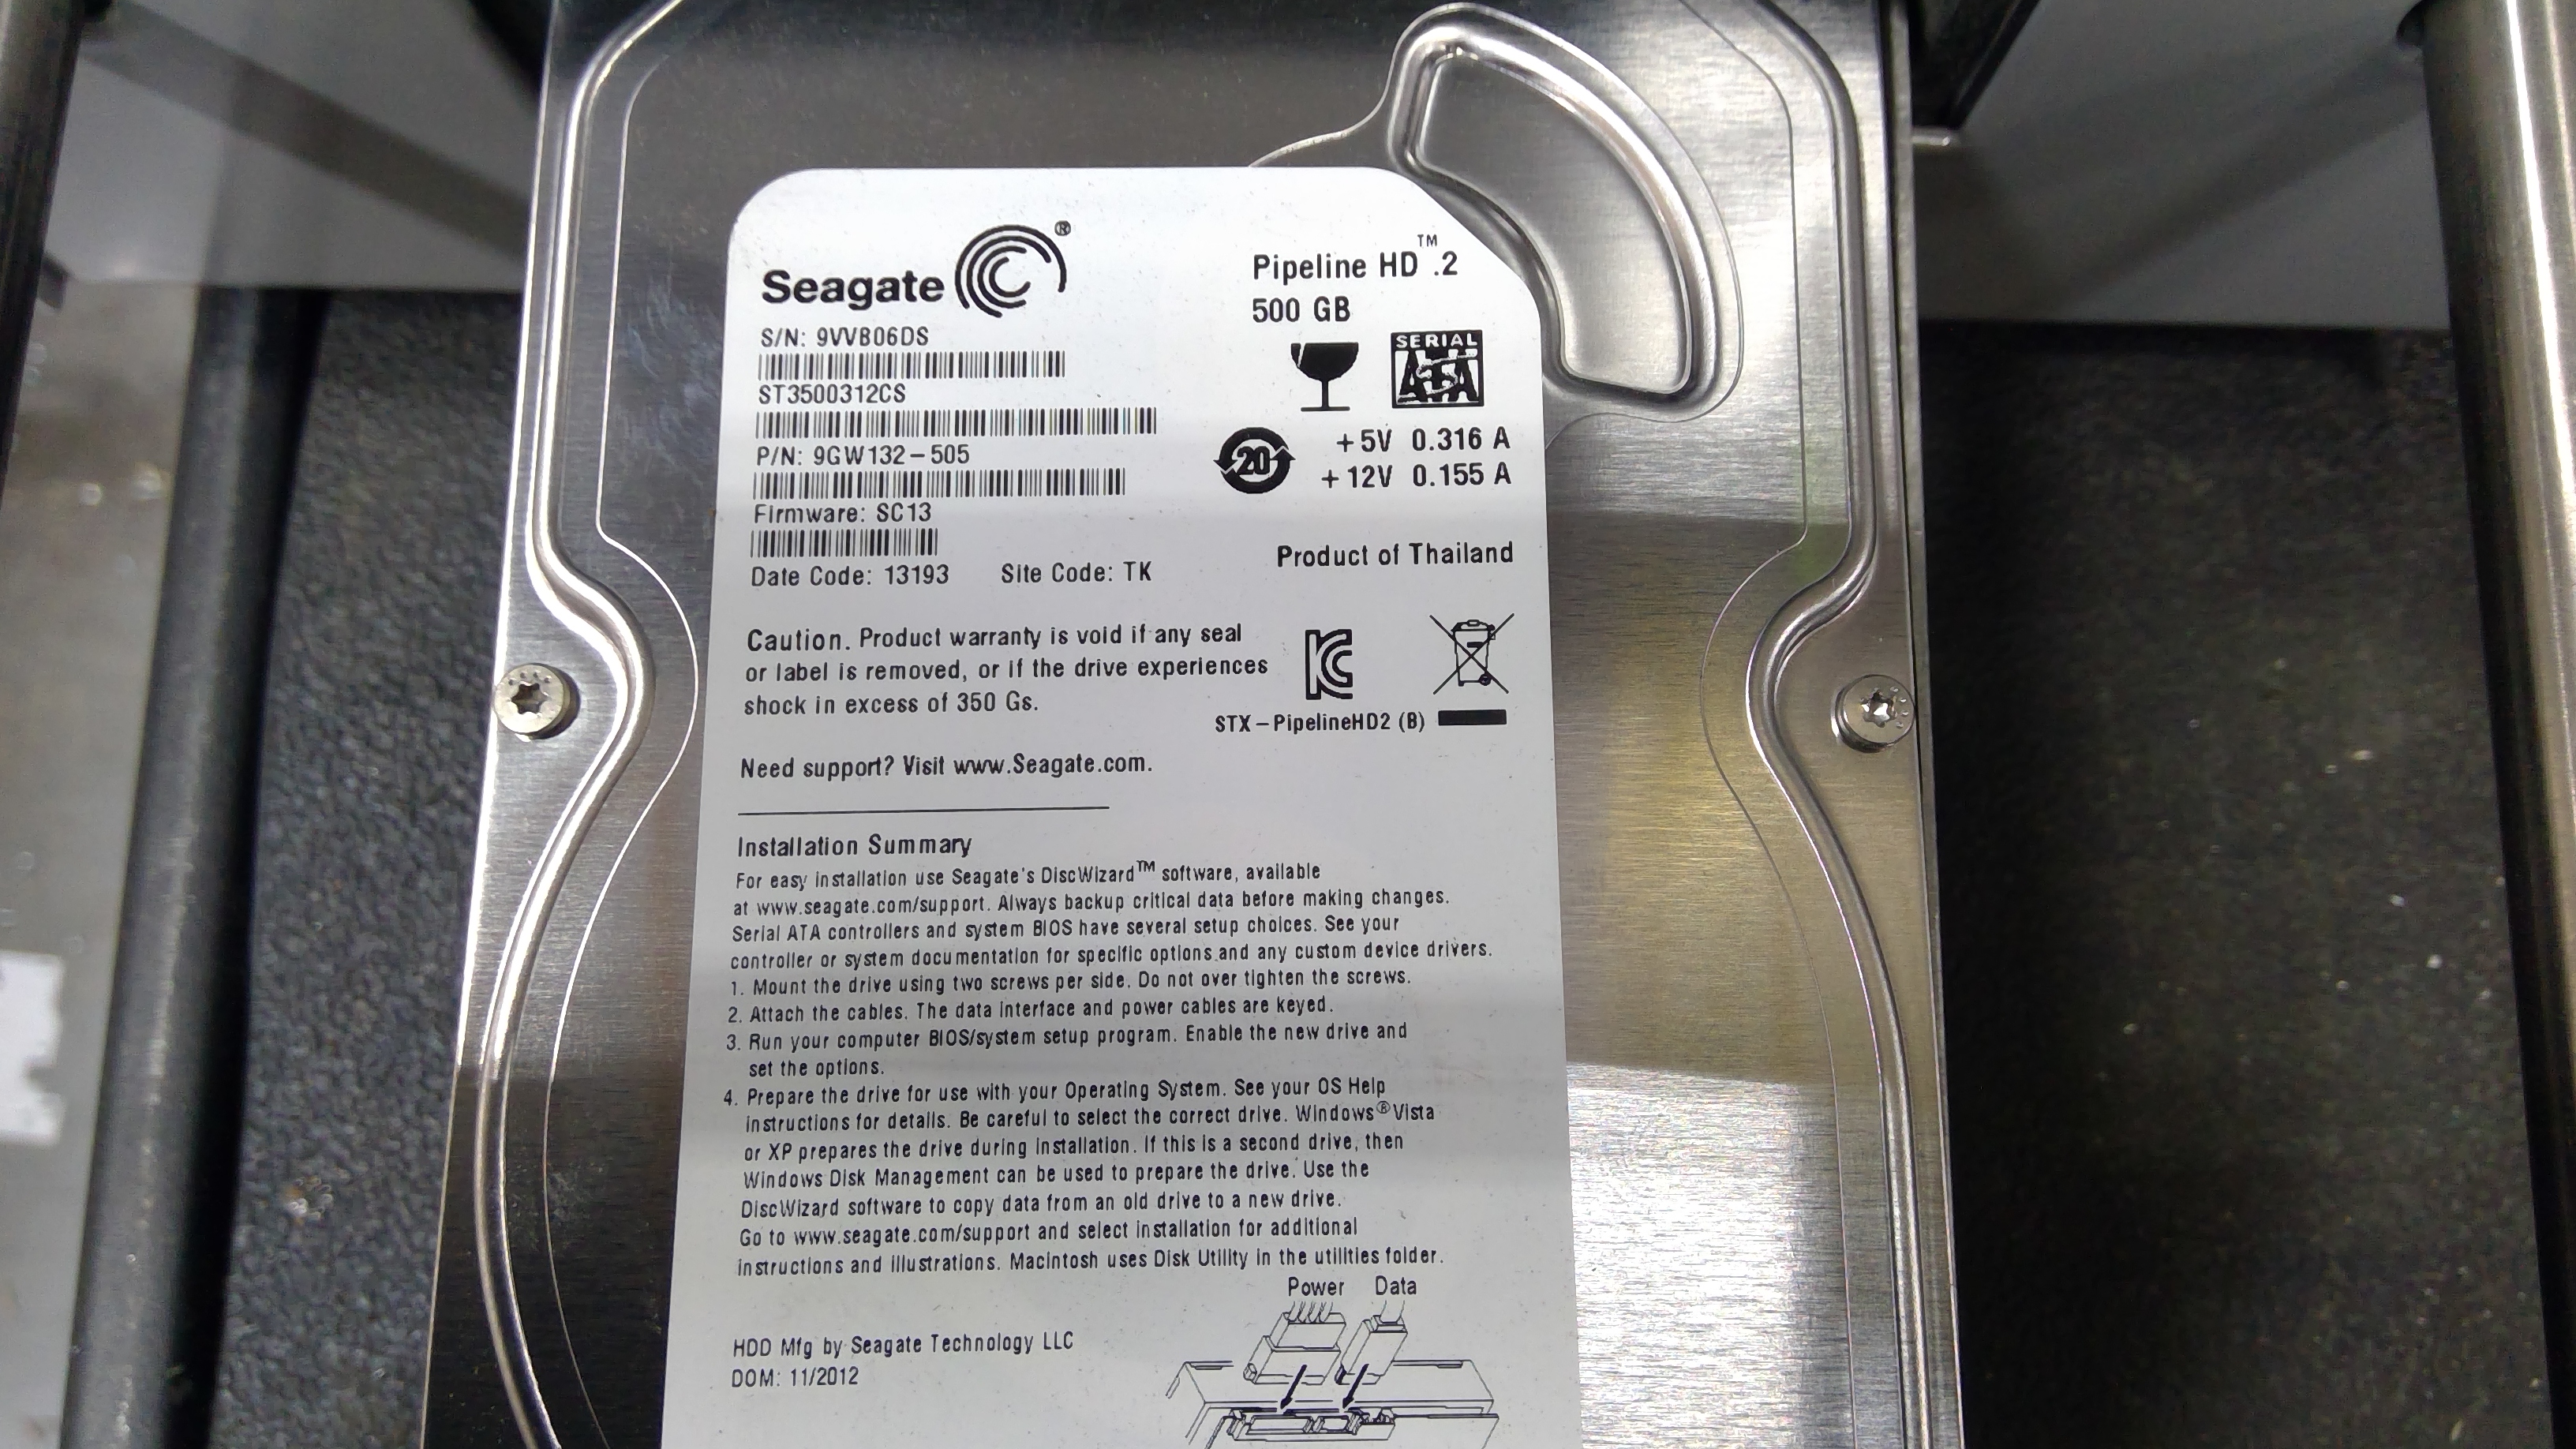 Seagate ®
S/N: 9VVB06DS
ST3500312CS
P/N: 9GW132-505
Firmware: SC13
Date Code: 13193 Site Code: TK
Pipeline HD™.2
500 GB
SERIAL
ATA
20
+5V 0.316 A
+12V 0.155 A
Product of Thailand
Caution. Product warranty is void if any seal
or label is removed, or if the drive experiences
shock in excess of 350 Gs.
STX-PipelineHD2 (B)
Need support? Visit www.Seagate.com.
Installation Summary
For easy installation use Seagate's DiscWizard™ software, available
at www.seagate.com/support. Always backup critical data before making changes.
Serial ATA controllers and system BIOS have several setup choices. See your
controller or system documentation for specific options and any custom device drivers.
1. Mount the drive using two screws per side. Do not over tighten the screws.
2. Attach the cables. The data interface and power cables are keyed.
3. Run your computer BIOS/system setup program. Enable the new drive and
set the options.
4. Prepare the drive for use with your Operating System. See your OS Help
instructions for details. Be careful to select the correct drive. Windows® Vista
or XP prepares the drive during installation. If this is a second drive, then
Windows Disk Management can be used to prepare the drive. Use the
DiscWizard software to copy data from an old drive to a new drive.
Go to www.seagate.com/support and select installation for additional
instructions and illustrations. Macintosh uses Disk Utility in the utilities folder.
Power Data
HDD Mfg by Seagate Technology LLC
DOM: 11/2012